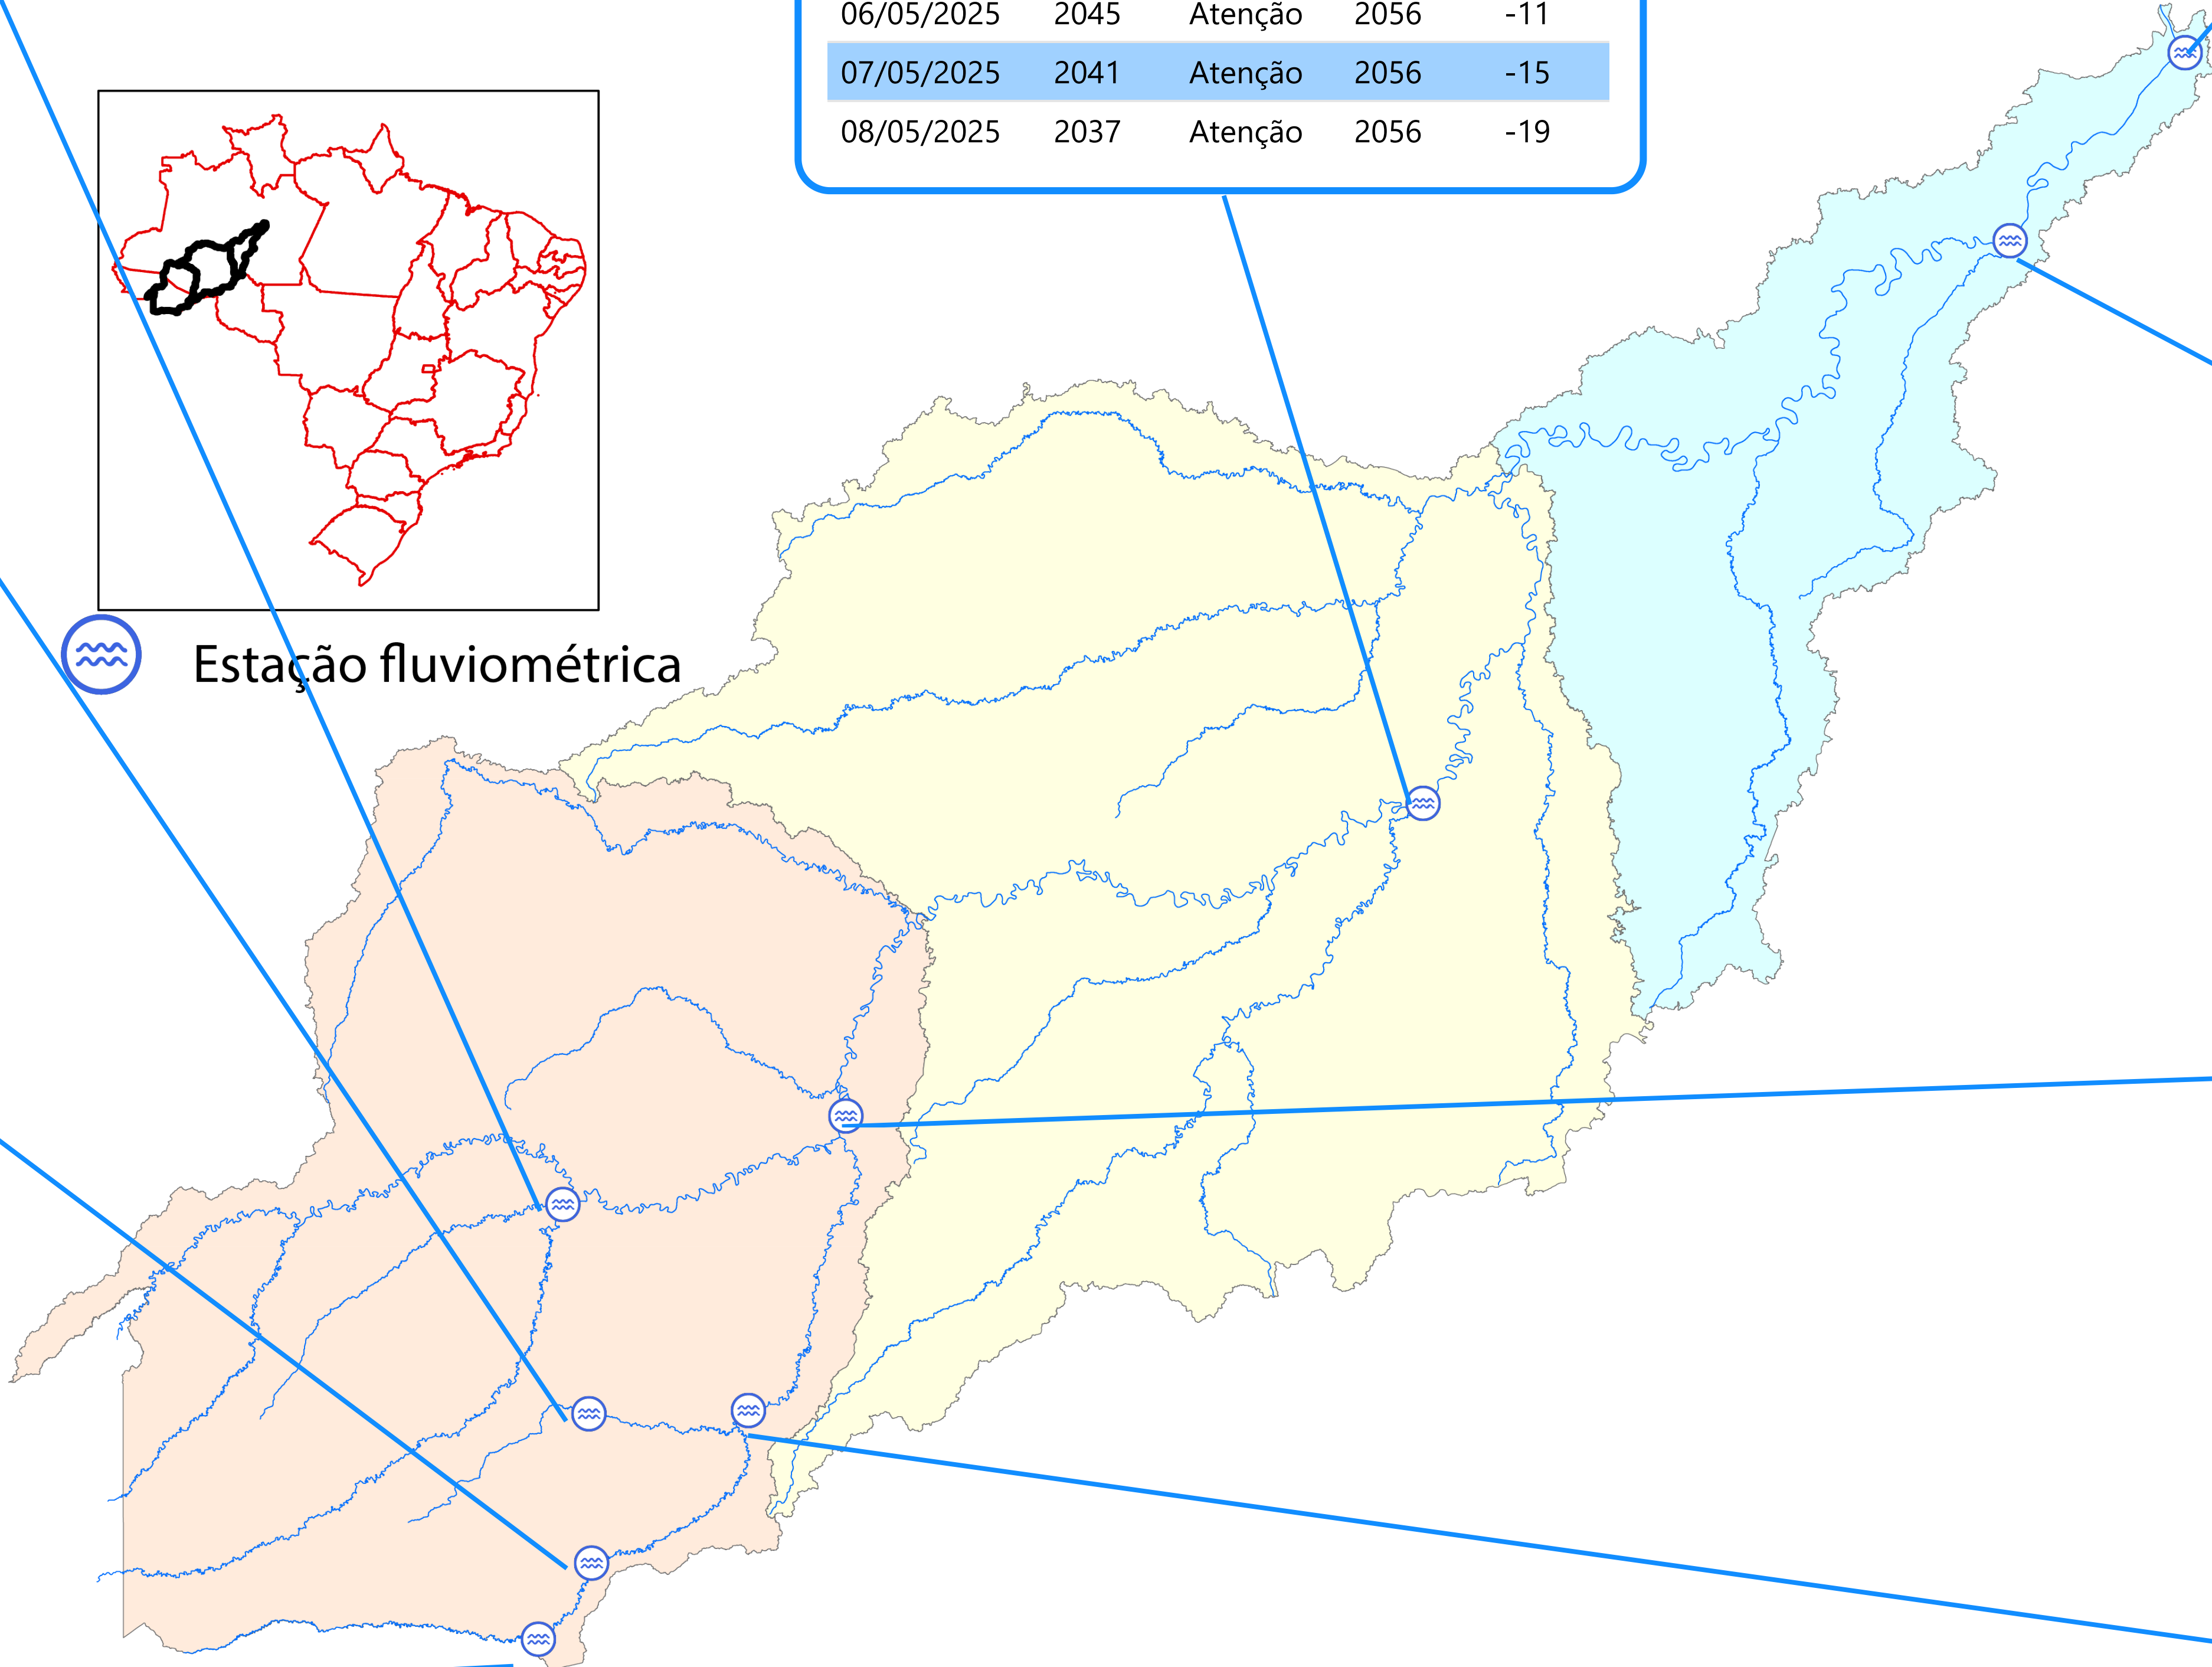 06/05/2025 2045 Atenção 2056 -11
07/05/2025 2041 Atenção 2056 -15
08/05/2025 2037 Atenção 2056 -19
Estação fluviométrica